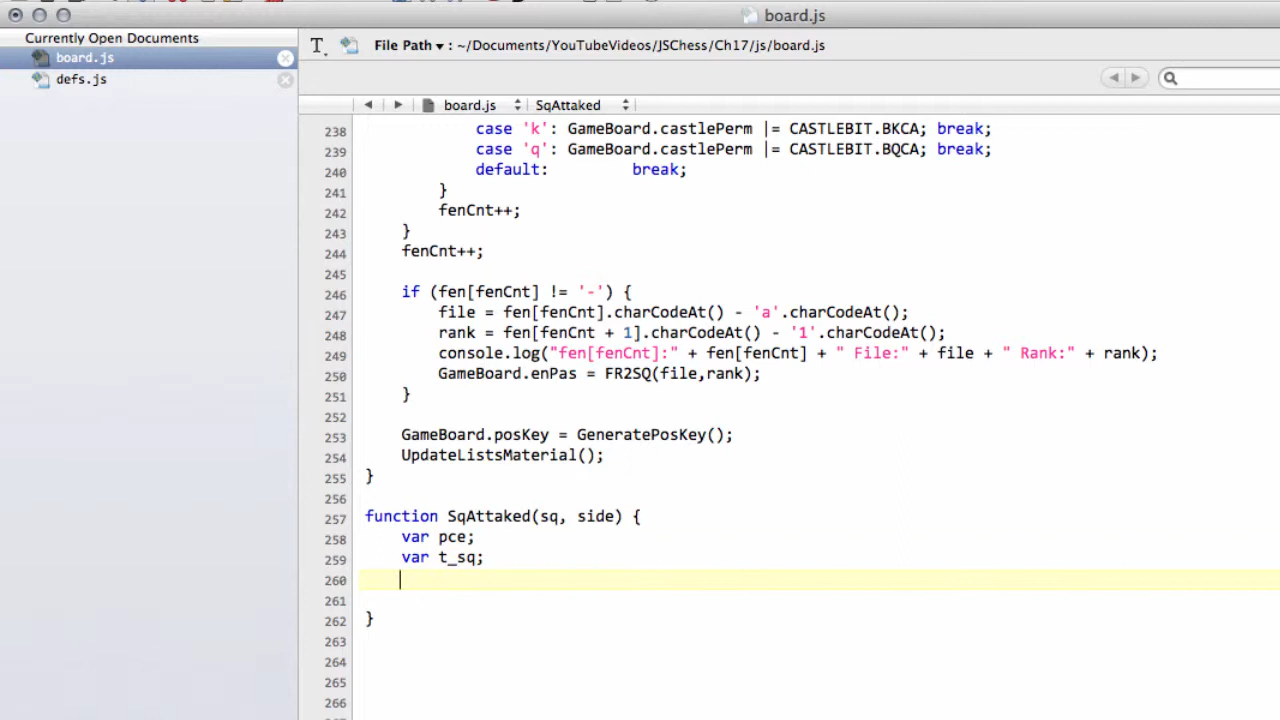 board.js
Currently Open Documents
board.js
defs.js
T File Path ▾ : ~/Documents/YouTubeVideos/JSChess/Ch17/js/board.js
board.js SqAttaked
238 case 'k': GameBoard.castlePerm |= CASTLEBIT.BKCA; break;
239 case 'q': GameBoard.castlePerm |= CASTLEBIT.BQCA; break;
240 default: break;
241 }
242 fenCnt++;
243 }
244 fenCnt++;
245
246 if (fen[fenCnt] != '-') {
247 file = fen[fenCnt].charCodeAt() - 'a'.charCodeAt();
248 rank = fen[fenCnt + 1].charCodeAt() - '1'.charCodeAt();
249 console.log("fen[fenCnt]:" + fen[fenCnt] + " File:" + file + " Rank:" + rank);
250 GameBoard.enPas = FR2SQ(file,rank);
251 }
252
253 GameBoard.posKey = GeneratePosKey();
254 UpdateListsMaterial();
255 }
256
257 function SqAttaked(sq, side) {
258 var pce;
259 var t_sq;
260
261
262 }
263
264
265
266